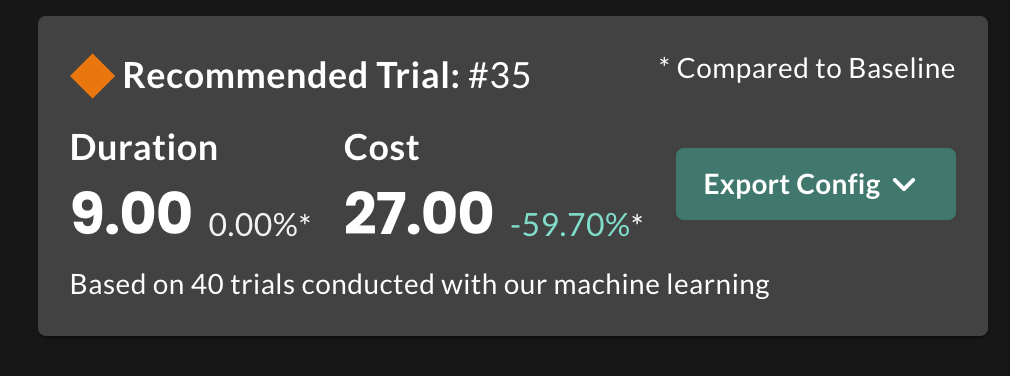 Recommended Trial: #35
* Compared to Baseline
Duration
9.00 0.00%*
Cost
27.00 -59.70%*
Export Config
Based on 40 trials conducted with our machine learning